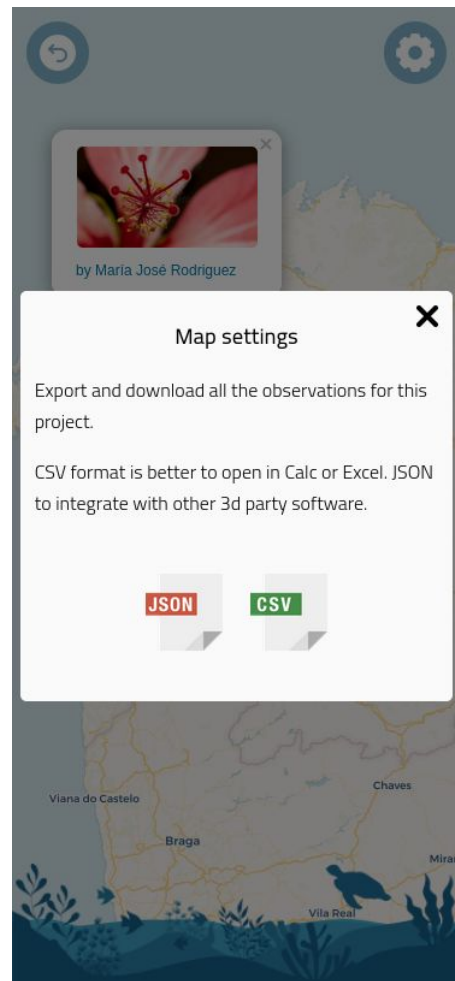 by María José Rodriguez
Map settings
Export and download all the observations for this
project.
CSV format is better to open in Calc or Excel. JSON
to integrate with other 3d party software.
JSON
CSV
Viana do Castelo
Chaves
Braga
Mira
Vila Real